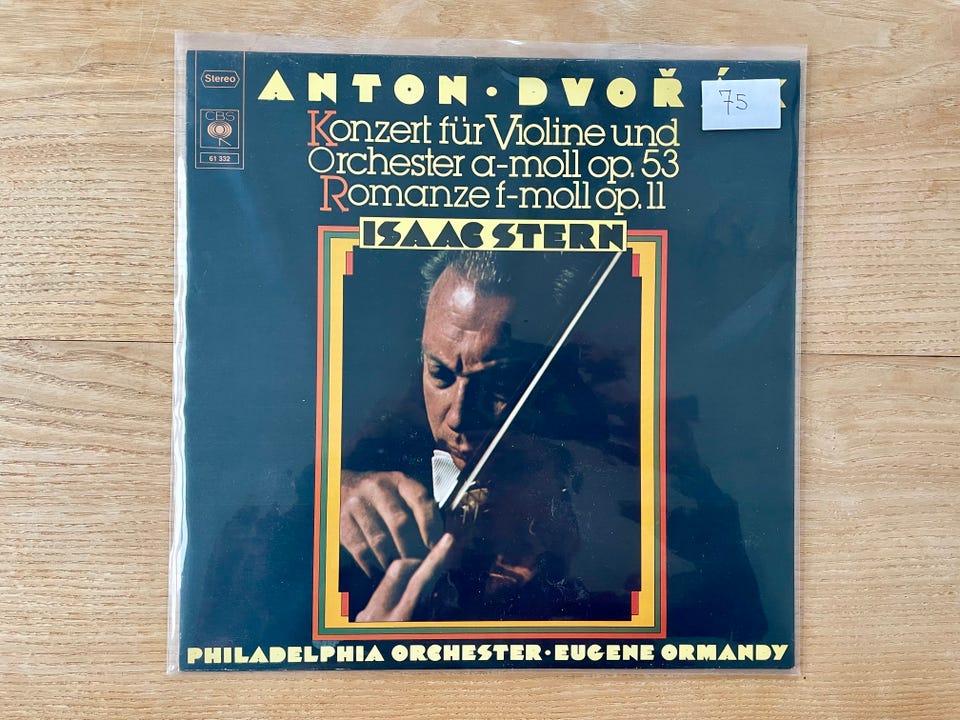 Stereo
CBS
61 332
ANTON · DVOŘÁK
75
Konzert für Violine und
Orchester a-moll op. 53
Romanze f-moll op. 11
ISAAC STERN
PHILADELPHIA ORCHESTER · EUGENE ORMANDY